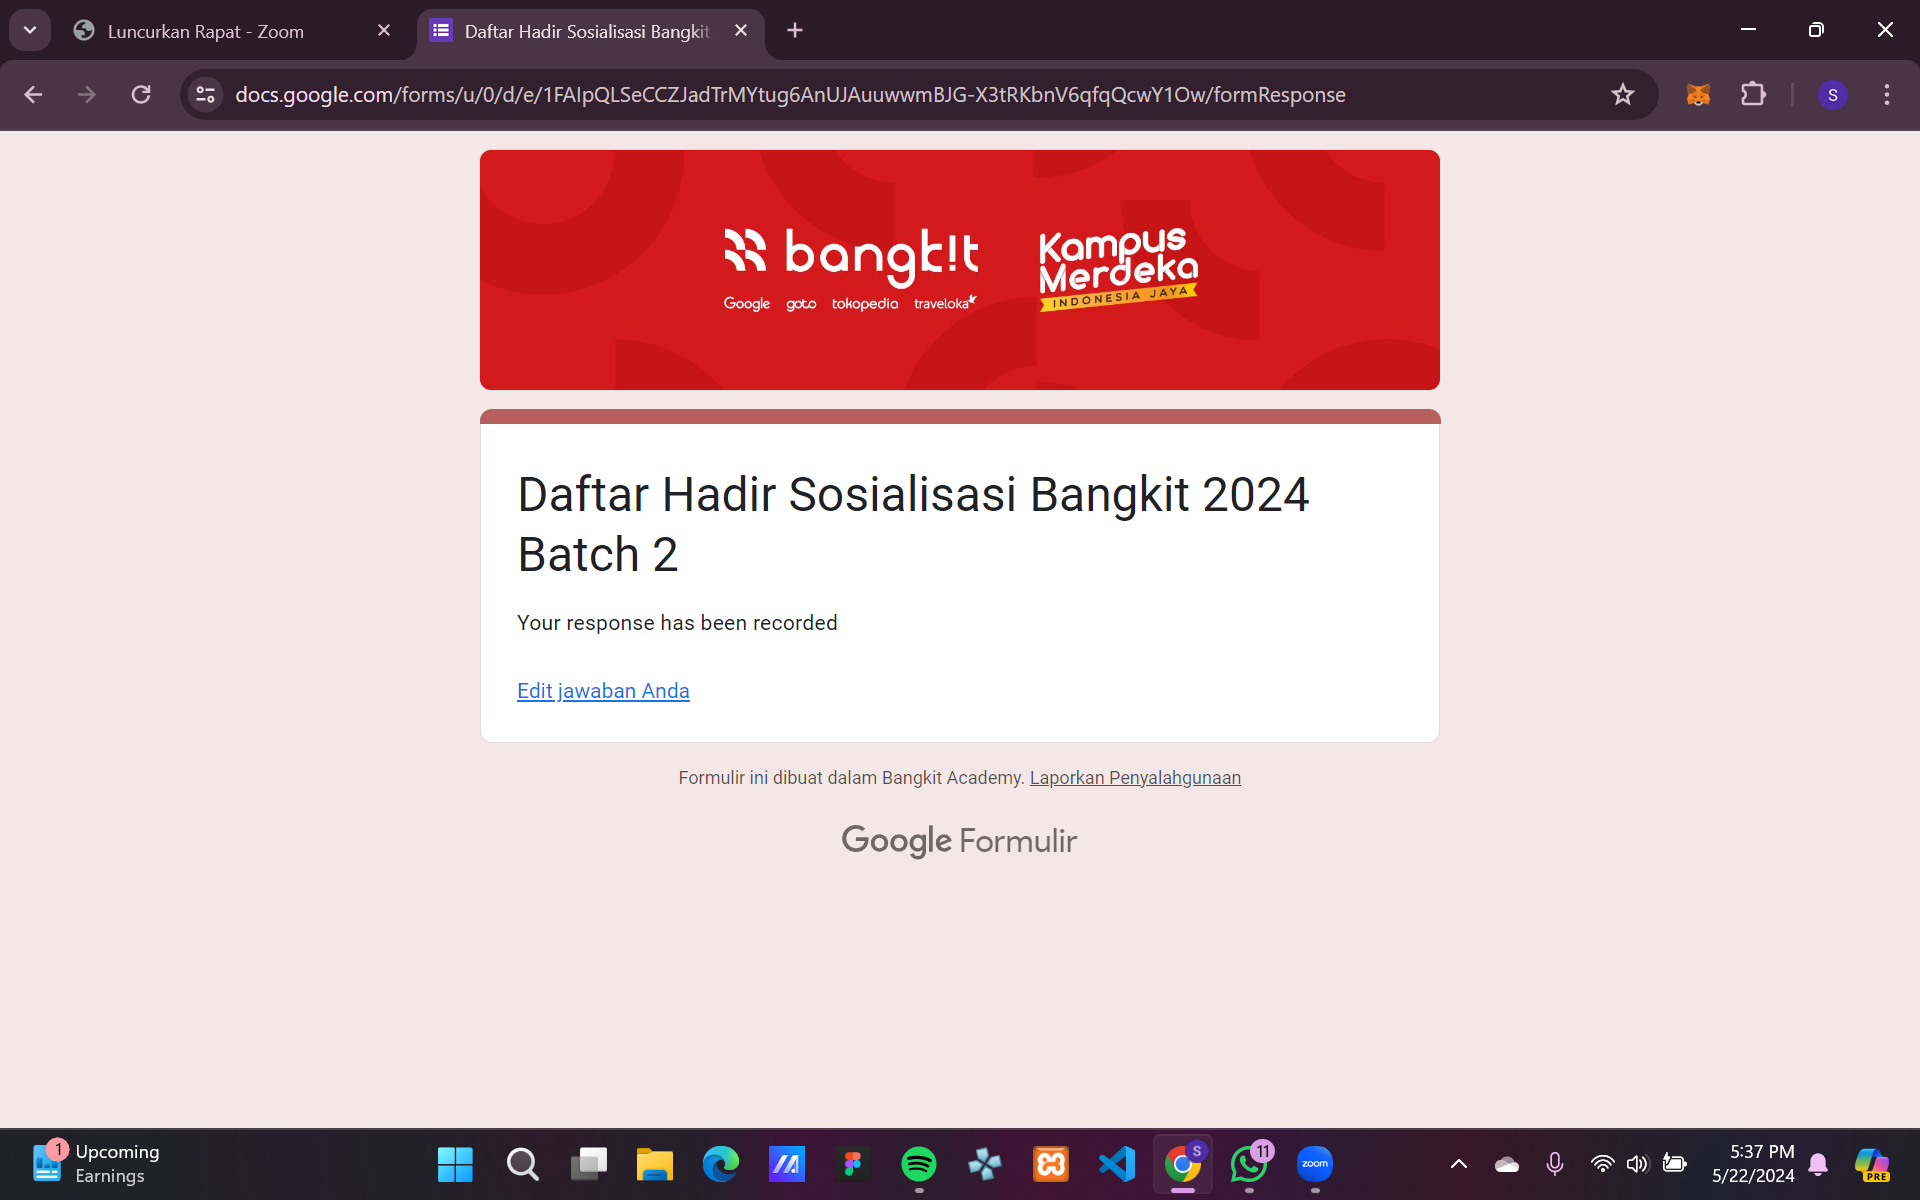 Luncurkan Rapat - Zoom
Daftar Hadir Sosialisasi Bangkit
docs.google.com/forms/u/0/d/e/1FAIpQLSeCCZJadTrMYtug6AnUJAuuwwmBJG-X3tRKbnV6qfqQcwY1Ow/formResponse
S
bangk!t
Google goto tokopedia traveloka
Kampus
Merdeka
INDONESIA JAYA
Daftar Hadir Sosialisasi Bangkit 2024
Batch 2
Your response has been recorded
Edit jawaban Anda
Formulir ini dibuat dalam Bangkit Academy. Laporkan Penyalahgunaan
Google Formulir
1
Upcoming
Earnings
S
11
zoom
5:37 PM
5/22/2024
PRE